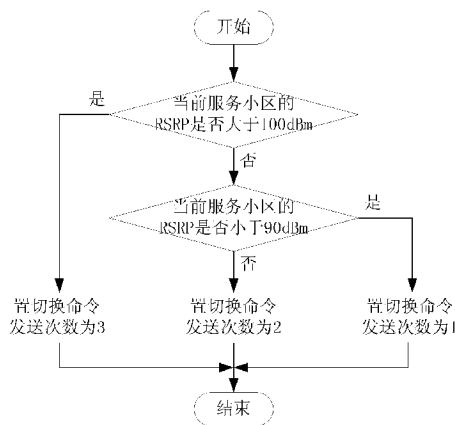 开始
当前服务小区的
RSRP是否大于100dBm
是
否
当前服务小区的
RSRP是否小于90dBm
是
否
置切换命令
发送次数为3
置切换命令
发送次数为2
置切换命令
发送次数为1
结束